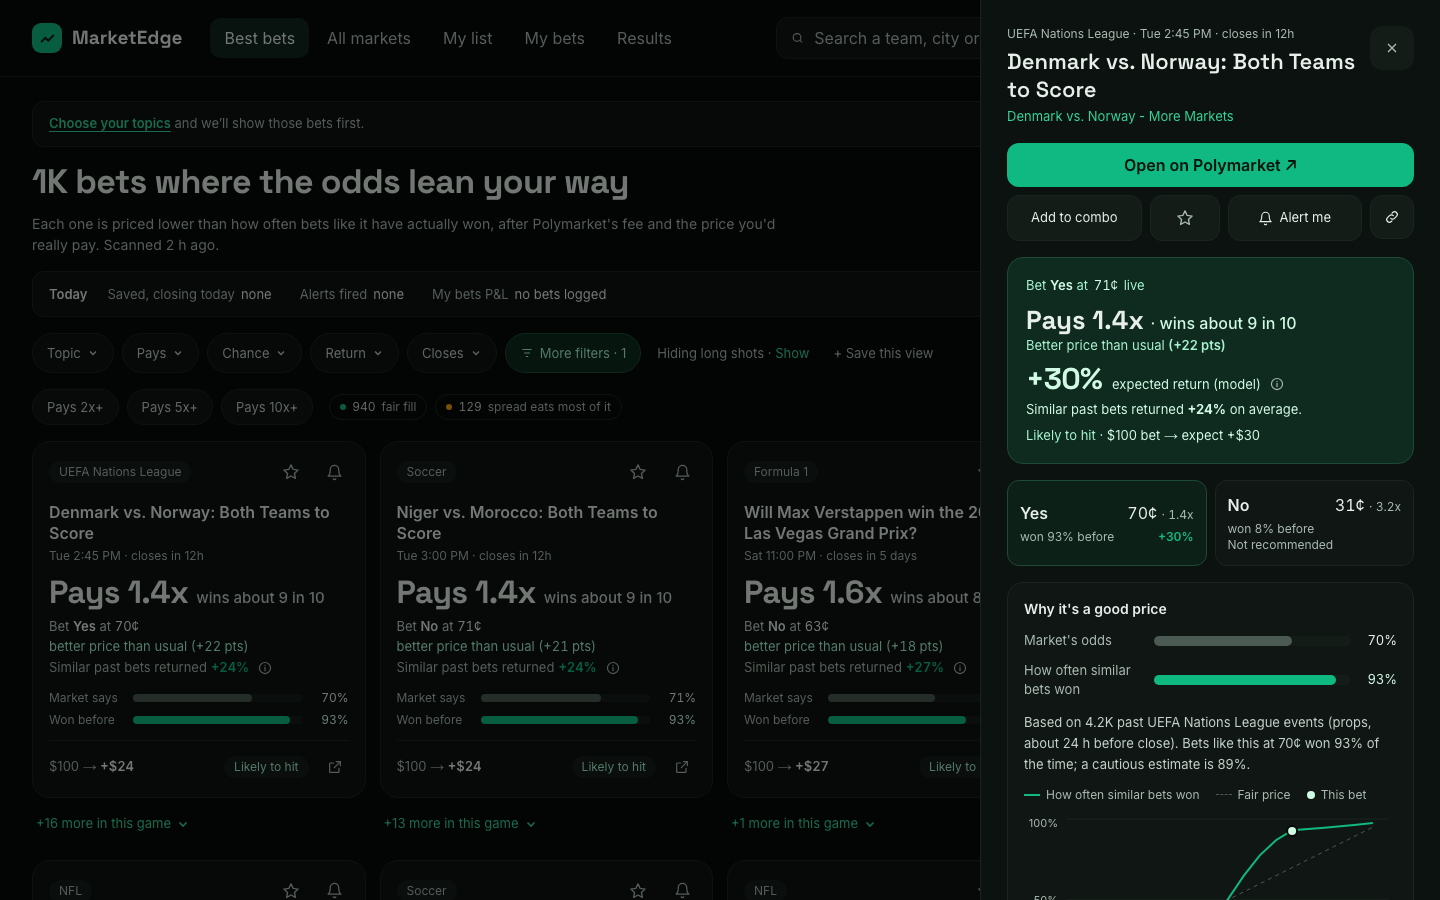 MarketEdge
Best bets
All markets
My list
My bets
Results
Search a team, city or
Choose your topics and we'll show those bets first.
1K bets where the odds lean your way
Each one is priced lower than how often bets like it have actually won, after Polymarket's fee and the price you'd
really pay. Scanned 2 h ago.
Today
Saved, closing today none
Alerts fired none
My bets P&L no bets logged
Topic
Pays
Chance
Return
Closes
More filters · 1
Hiding long shots · Show
+ Save this view
Pays 2x+
Pays 5x+
Pays 10x+
940 fair fill
129 spread eats most of it
UEFA Nations League
Denmark vs. Norway: Both Teams to
Score
Tue 2:45 PM · closes in 12h
Pays 1.4x wins about 9 in 10
Bet Yes at 70¢
better price than usual (+22 pts)
Similar past bets returned +24%
Market says 70%
Won before 93%
$100 → +$24
Likely to hit
+16 more in this game
Soccer
Niger vs. Morocco: Both Teams to
Score
Tue 3:00 PM · closes in 12h
Pays 1.4x wins about 9 in 10
Bet No at 71¢
better price than usual (+21 pts)
Similar past bets returned +24%
Market says 71%
Won before 93%
$100 → +$24
Likely to hit
+13 more in this game
Formula 1
Will Max Verstappen win the
Las Vegas Grand Prix?
Sat 11:00 PM · closes in 5 days
Pays 1.6x wins about
Bet No at 63¢
better price than usual (+18 pts)
Similar past bets returned +27%
Market says
Won before
$100 → +$27
Likely to
+1 more in this game
NFL
Soccer
NFL
UEFA Nations League · Tue 2:45 PM · closes in 12h
Denmark vs. Norway: Both Teams
to Score
Denmark vs. Norway - More Markets
Open on Polymarket ↗
Add to combo
Alert me
Bet Yes at 71¢ live
Pays 1.4x · wins about 9 in 10
Better price than usual (+22 pts)
+30% expected return (model)
Similar past bets returned +24% on average.
Likely to hit · $100 bet → expect +$30
Yes 70¢ · 1.4x
won 93% before +30%
No 31¢ · 3.2x
won 8% before
Not recommended
Why it's a good price
Market's odds 70%
How often similar
bets won 93%
Based on 4.2K past UEFA Nations League events (props,
about 24 h before close). Bets like this at 70¢ won 93% of
the time; a cautious estimate is 89%.
How often similar bets won
Fair price
This bet
100%